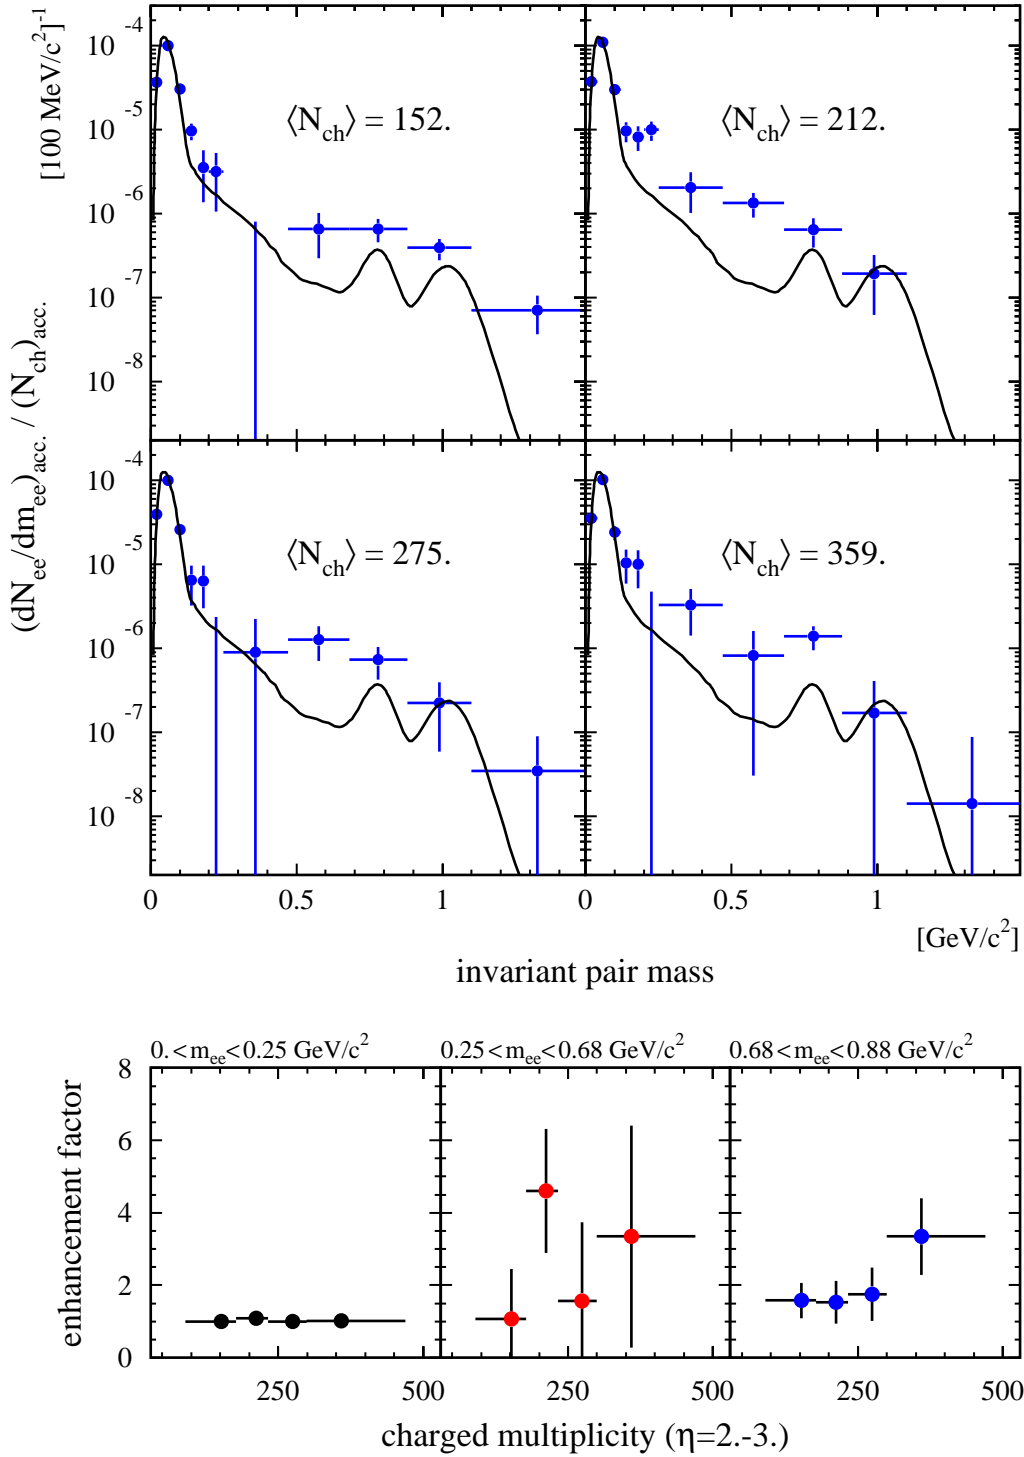 (dN_ee/dm_ee)_acc. / (N_ch)_acc. [100 MeV/c²]⁻¹
10⁻⁴
10⁻⁵
10⁻⁶
10⁻⁷
10⁻⁸
⟨N_ch⟩ = 152.
⟨N_ch⟩ = 212.
10⁻⁴
10⁻⁵
10⁻⁶
10⁻⁷
10⁻⁸
⟨N_ch⟩ = 275.
⟨N_ch⟩ = 359.
0 0.5 1 0 0.5 1
[GeV/c²]
invariant pair mass
0.<m_ee<0.25 GeV/c² 0.25<m_ee<0.68 GeV/c² 0.68<m_ee<0.88 GeV/c²
enhancement factor
8
6
4
2
0
250 500 250 500 250 500
charged multiplicity (η=2.-3.)